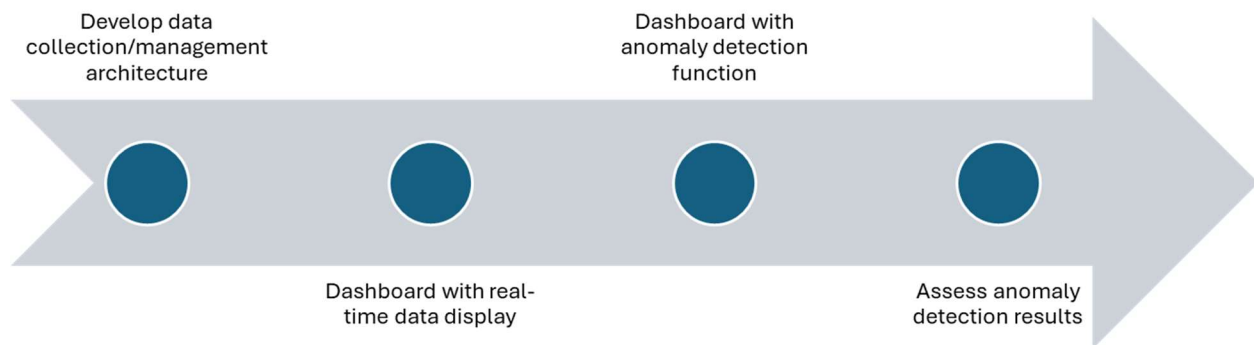 Develop data
collection/management
architecture
Dashboard with real-
time data display
Dashboard with
anomaly detection
function
Assess anomaly
detection results